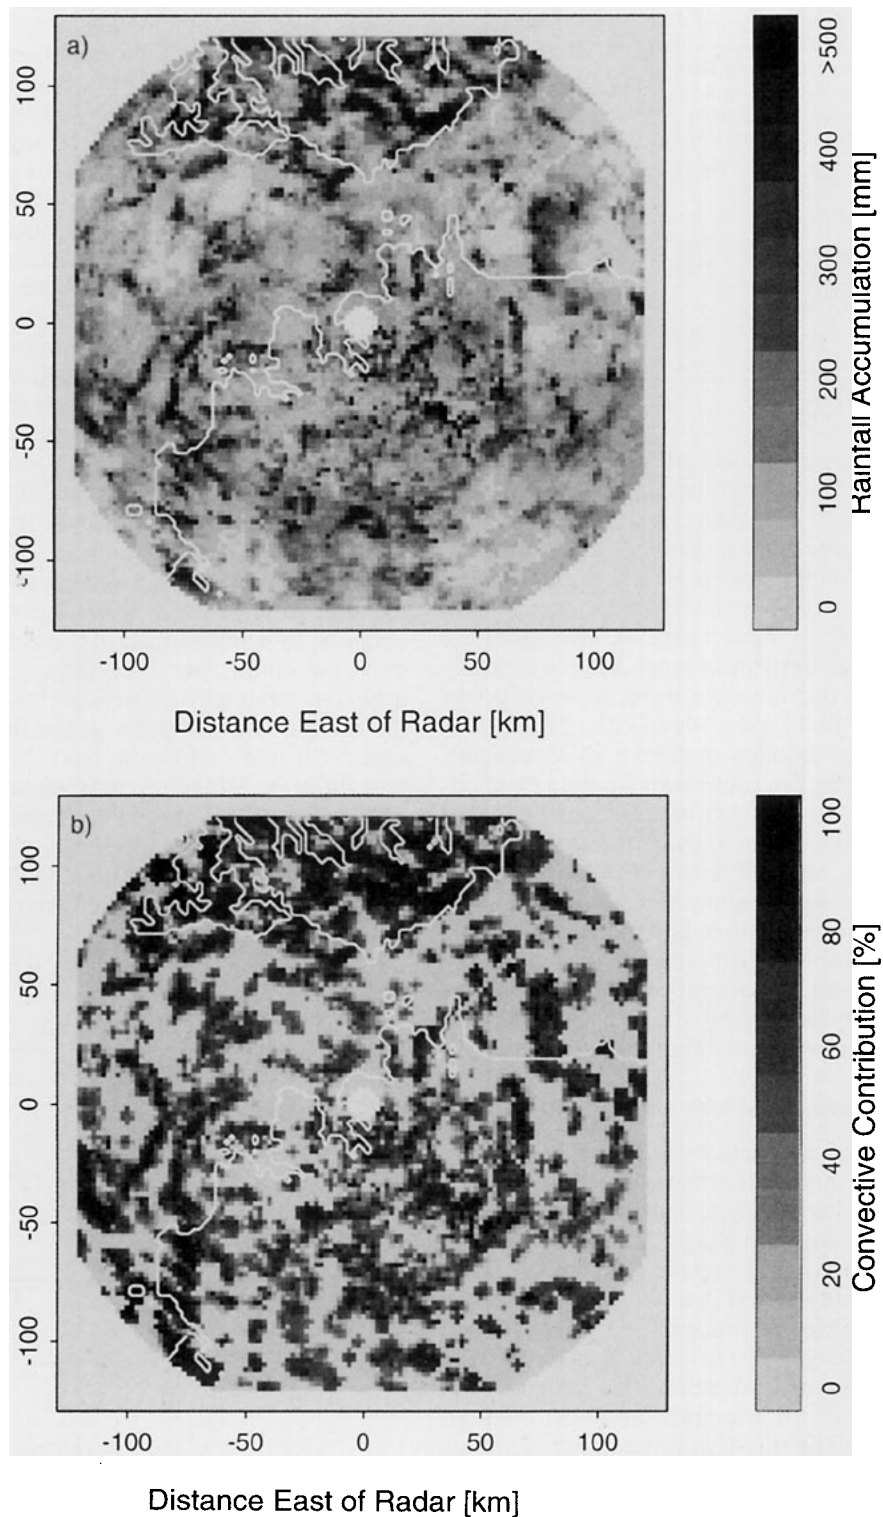 a)
100
50
0
-50
-100
-100 -50 0 50 100
Distance East of Radar [km]
>500
400
300
200
100
0
Rainfall Accumulation [mm]
b)
100
50
0
-50
-100
-100 -50 0 50 100
Distance East of Radar [km]
100
80
60
40
20
0
Convective Contribution [%]